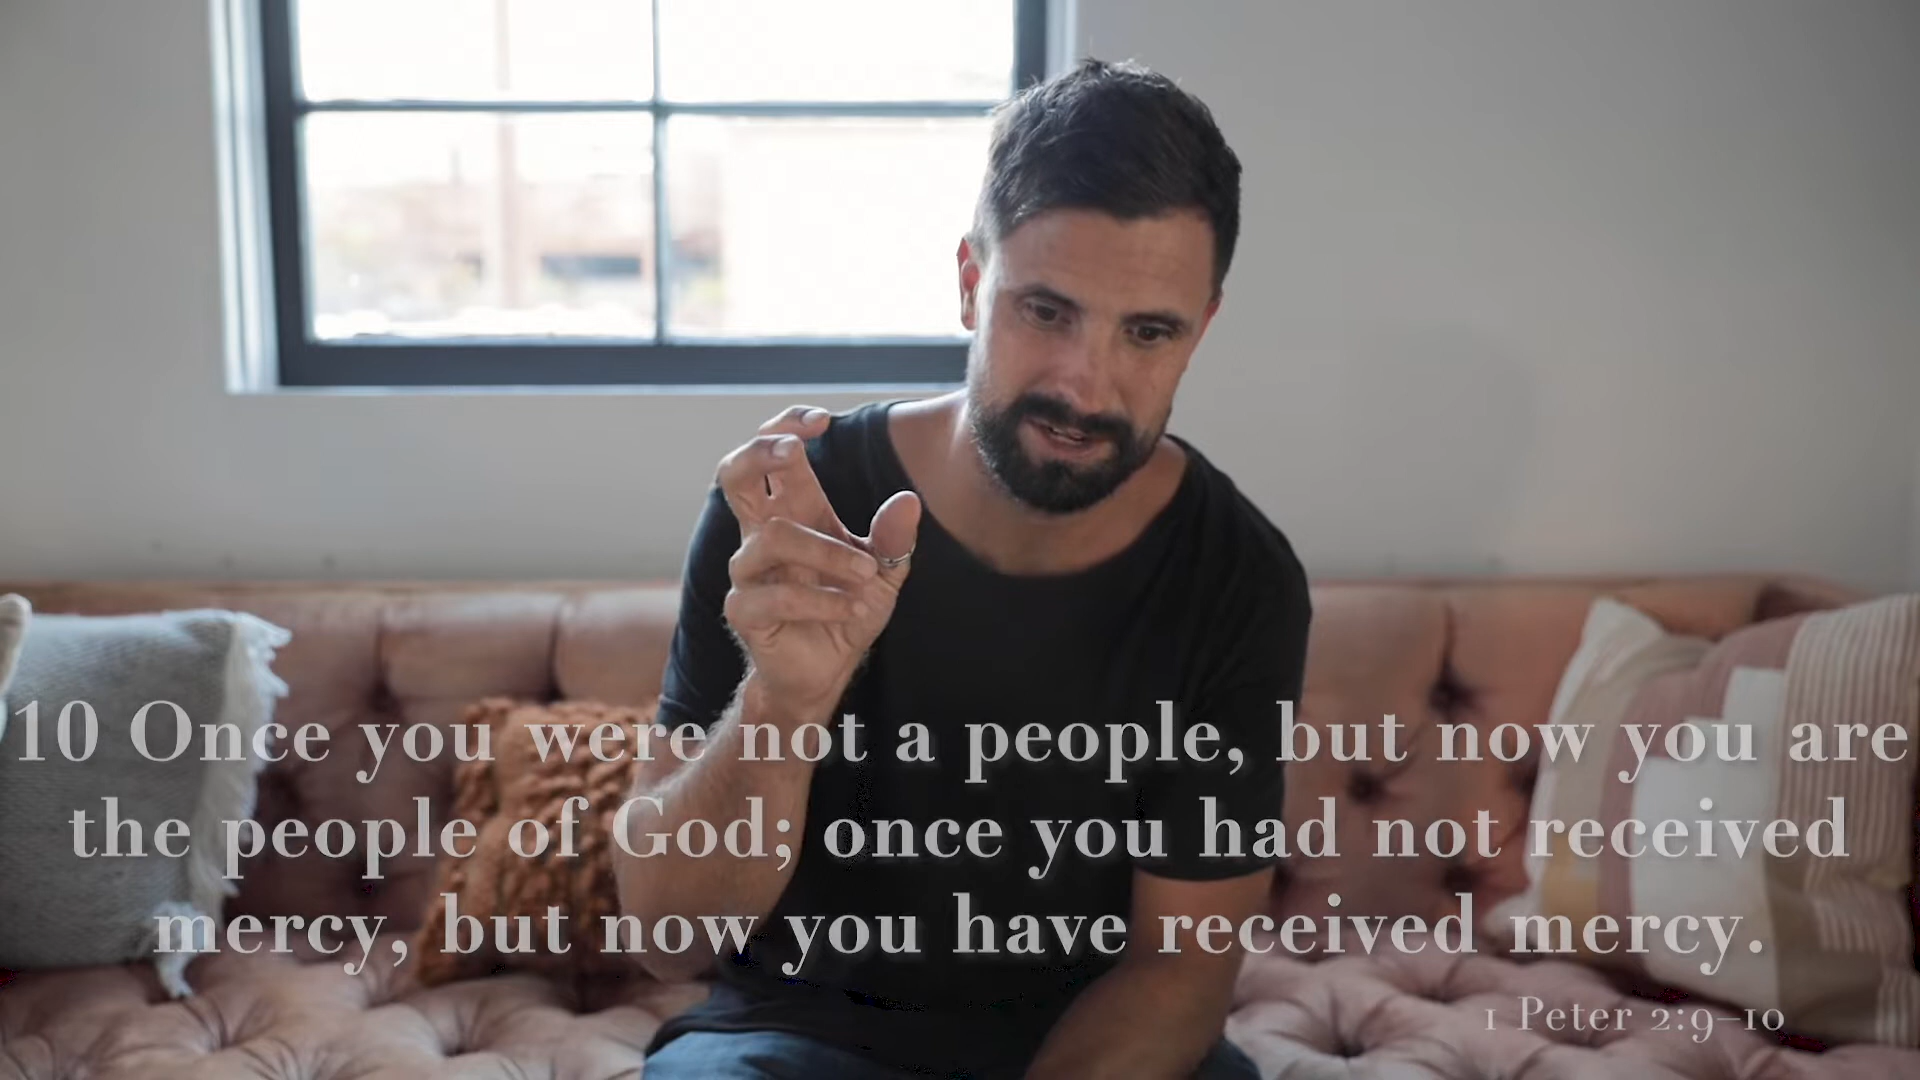 10 Once you were not a people, but now you are
the people of God; once you had not received
mercy, but now you have received mercy.
1 Peter 2:9–10